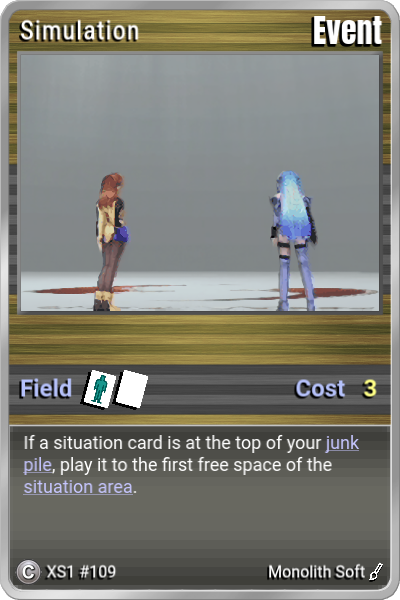 Simulation Event
Field Cost 3
If a situation card is at the top of your junk
pile, play it to the first free space of the
situation area.
C XS1 #109 Monolith Soft